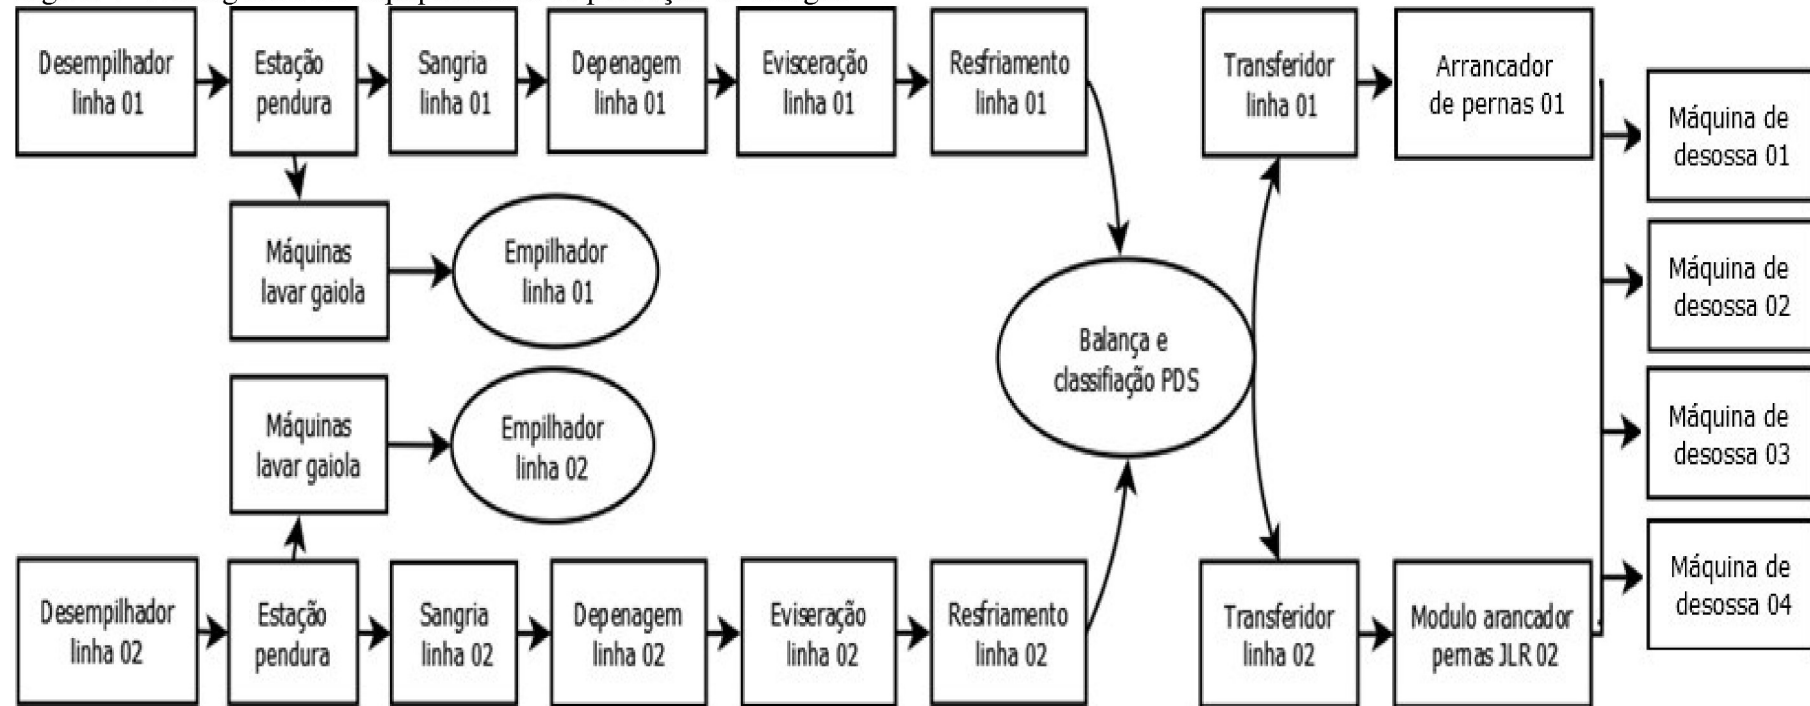 Desempilhador
linha 01
Estação
pendura
Sangria
linha 01
Depenagem
linha 01
Evisceração
linha 01
Resfriamento
linha 01
Transferidor
linha 01
Arrancador
de pernas 01
Máquina de
desossa 01
Máquinas
lavar gaiola
Empilhador
linha 01
Máquina de
desossa 02
Balança e
classifiação PDS
Máquinas
lavar gaiola
Empilhador
linha 02
Máquina de
desossa 03
Máquina de
desossa 04
Desempilhador
linha 02
Estação
pendura
Sangria
linha 02
Depenagem
linha 02
Eviseração
linha 02
Resfriamento
linha 02
Transferidor
linha 02
Modulo arancador
pernas JLR 02